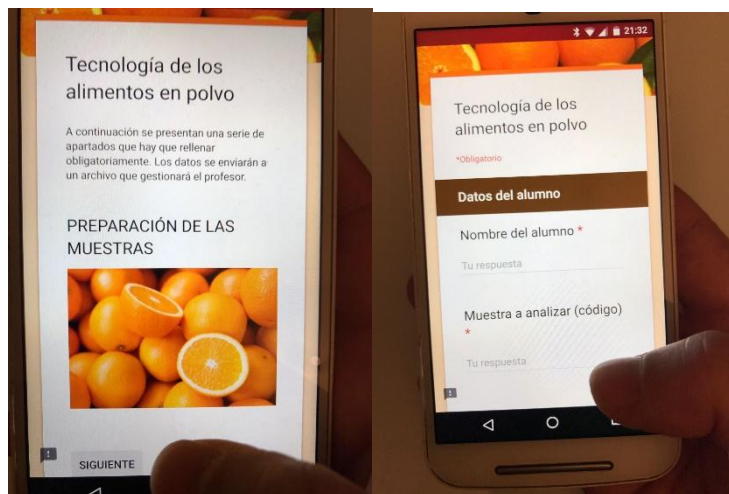 Tecnología de los
alimentos en polvo
A continuación se presentan una serie de
apartados que hay que rellenar
obligatoriamente. Los datos se enviarán a
un archivo que gestionará el profesor.
PREPARACIÓN DE LAS
MUESTRAS
SIGUIENTE
21:32
Tecnología de los
alimentos en polvo
*Obligatorio
Datos del alumno
Nombre del alumno *
Tu respuesta
Muestra a analizar (código)
*
Tu respuesta